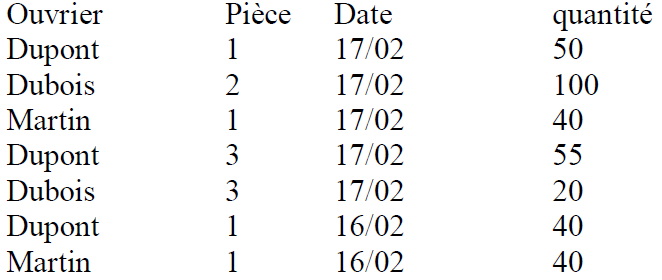 Ouvrier Pièce Date quantité
Dupont 1 17/02 50
Dubois 2 17/02 100
Martin 1 17/02 40
Dupont 3 17/02 55
Dubois 3 17/02 20
Dupont 1 16/02 40
Martin 1 16/02 40